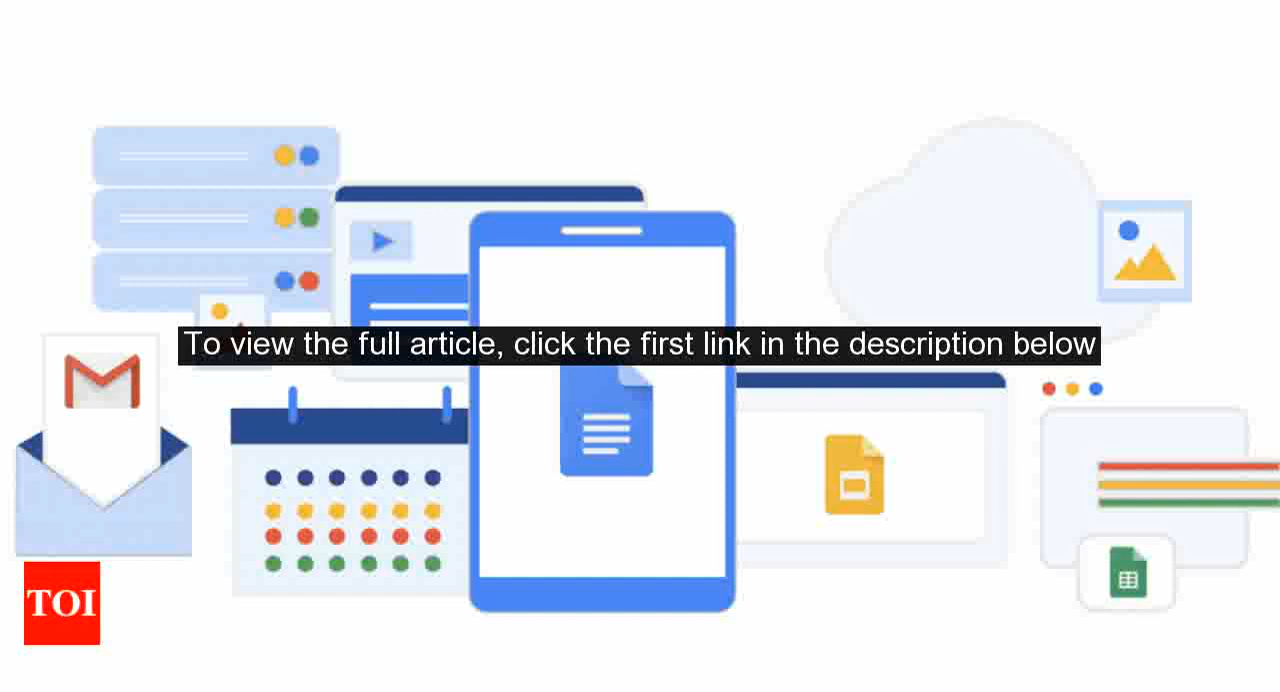 To view the full article, click the first link in the description below
TOI